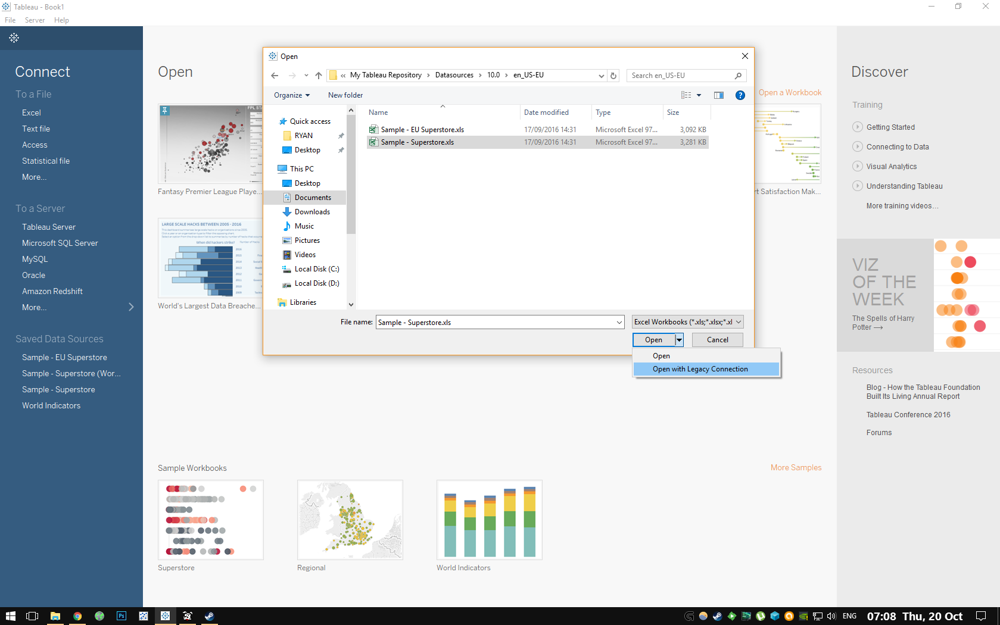 Tableau - Book1
File Server Help
Connect
To a File
Excel
Text file
Access
Statistical file
More...
To a Server
Tableau Server
Microsoft SQL Server
MySQL
Oracle
Amazon Redshift
More...
Saved Data Sources
Sample - EU Superstore
Sample - Superstore (Wor...
Sample - Superstore
World Indicators
Open
Open a Workbook
Fantasy Premier League Playe...
rt Satisfaction Mak...
LARGE SCALE HACKS BETWEEN 2005 - 2016
When did hackers strike?
World's Largest Data Breache...
Open
« My Tableau Repository › Datasources › 10.0 › en_US-EU
Search en_US-EU
Organize New folder
Quick access
RYAN
Desktop
This PC
Desktop
Documents
Downloads
Music
Pictures
Videos
Local Disk (C:)
Local Disk (D:)
Libraries
Name Date modified Type Size
Sample - EU Superstore.xls 17/09/2016 14:31 Microsoft Excel 97... 3,092 KB
Sample - Superstore.xls 17/09/2016 14:31 Microsoft Excel 97... 3,281 KB
File name: Sample - Superstore.xls
Excel Workbooks (*.xls;*.xlsx;*.xl
Open Cancel
Open
Open with Legacy Connection
Sample Workbooks
More Samples
Superstore
Regional
World Indicators
Discover
Training
Getting Started
Connecting to Data
Visual Analytics
Understanding Tableau
More training videos...
VIZ
OF THE
WEEK
The Spells of Harry
Potter →
Resources
Blog - How the Tableau Foundation
Built Its Living Annual Report
Tableau Conference 2016
Forums
Ps
ENG 07:08 Thu, 20 Oct